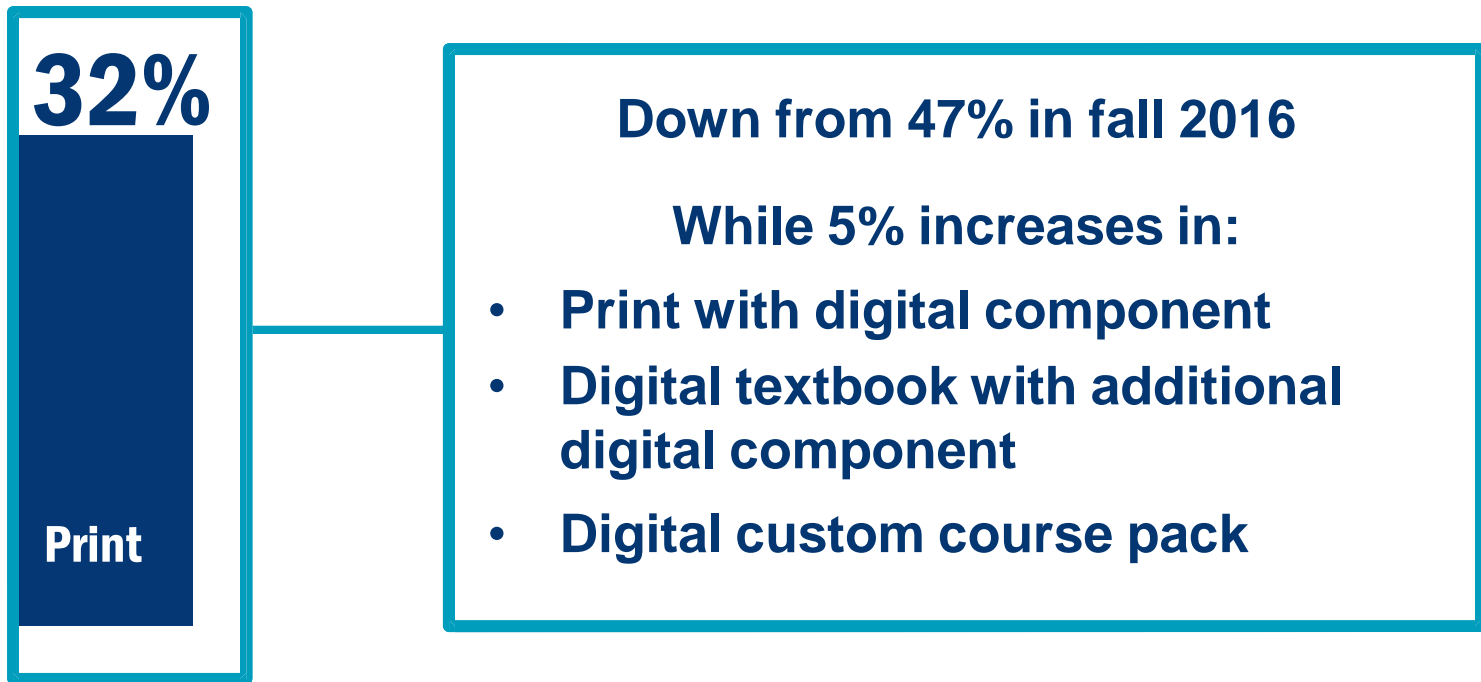 32%
Print
Down from 47% in fall 2016
While 5% increases in:
• Print with digital component
• Digital textbook with additional
digital component
• Digital custom course pack